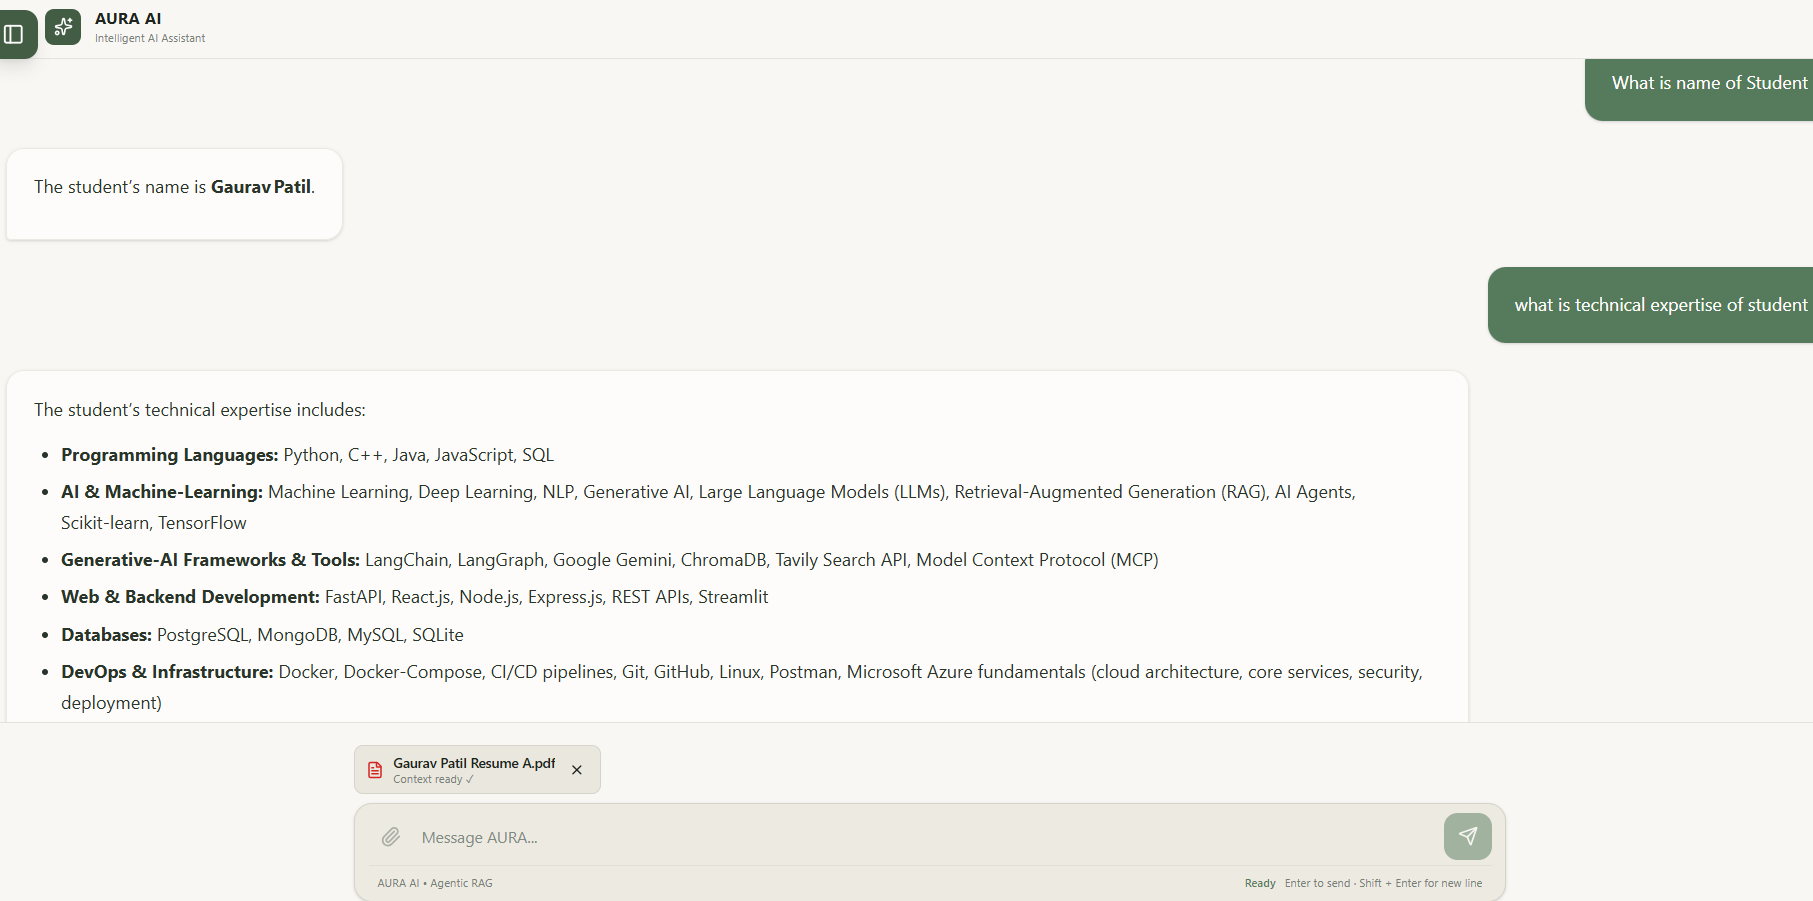 AURA AI
Intelligent AI Assistant
What is name of Student
The student’s name is Gaurav Patil.
what is technical expertise of student
The student’s technical expertise includes:
• Programming Languages: Python, C++, Java, JavaScript, SQL
• AI & Machine-Learning: Machine Learning, Deep Learning, NLP, Generative AI, Large Language Models (LLMs), Retrieval-Augmented Generation (RAG), AI Agents,
Scikit-learn, TensorFlow
• Generative-AI Frameworks & Tools: LangChain, LangGraph, Google Gemini, ChromaDB, Tavily Search API, Model Context Protocol (MCP)
• Web & Backend Development: FastAPI, React.js, Node.js, Express.js, REST APIs, Streamlit
• Databases: PostgreSQL, MongoDB, MySQL, SQLite
• DevOps & Infrastructure: Docker, Docker-Compose, CI/CD pipelines, Git, GitHub, Linux, Postman, Microsoft Azure fundamentals (cloud architecture, core services, security,
deployment)
Gaurav Patil Resume A.pdf
Context ready ✓
Message AURA...
AURA AI • Agentic RAG
Ready Enter to send · Shift + Enter for new line